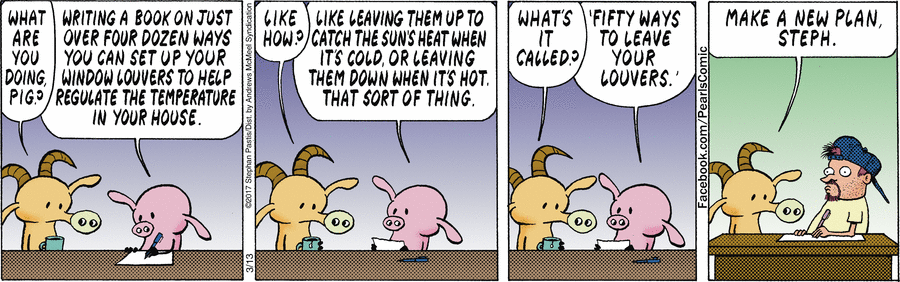 WHAT
ARE
YOU
DOING,
PIG?
WRITING A BOOK ON JUST
OVER FOUR DOZEN WAYS
YOU CAN SET UP YOUR
WINDOW LOUVERS TO HELP
REGULATE THE TEMPERATURE
IN YOUR HOUSE.
3/13 ©2017 Stephan Pastis/Dist. by Andrews McMeel Syndication
LIKE
HOW?
LIKE LEAVING THEM UP TO
CATCH THE SUN'S HEAT WHEN
IT'S COLD, OR LEAVING
THEM DOWN WHEN IT'S HOT.
THAT SORT OF THING.
WHAT'S
IT
CALLED?
'FIFTY WAYS
TO LEAVE
YOUR
LOUVERS.'
Facebook.com/PearlsComic
MAKE A NEW PLAN,
STEPH.